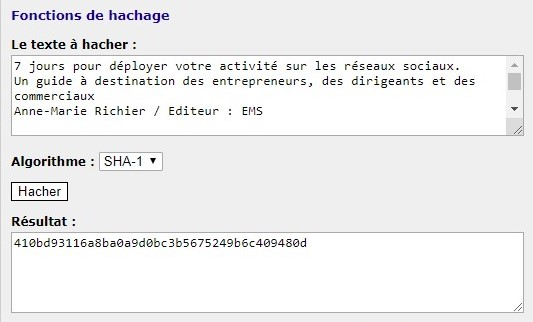 Fonctions de hachage
Le texte à hacher :
7 jours pour déployer votre activité sur les réseaux sociaux.
Un guide à destination des entrepreneurs, des dirigeants et des
commerciaux
Anne-Marie Richier / Editeur : EMS
Algorithme : SHA-1
Hacher
Résultat :
410bd93116a8ba0a9d0bc3b5675249b6c409480d